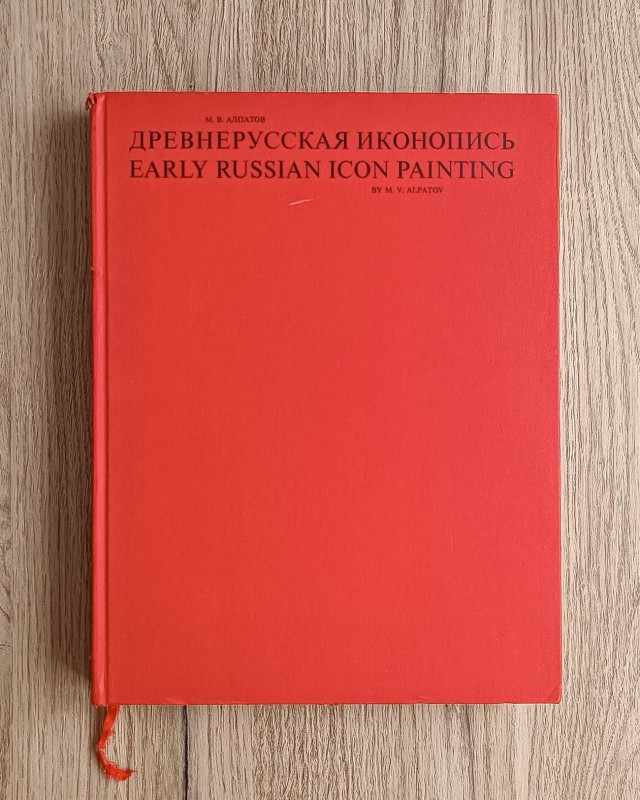 М. В. АЛПАТОВ
ДРЕВНЕРУССКАЯ ИКОНОПИСЬ
EARLY RUSSIAN ICON PAINTING
BY M. V. ALPATOV